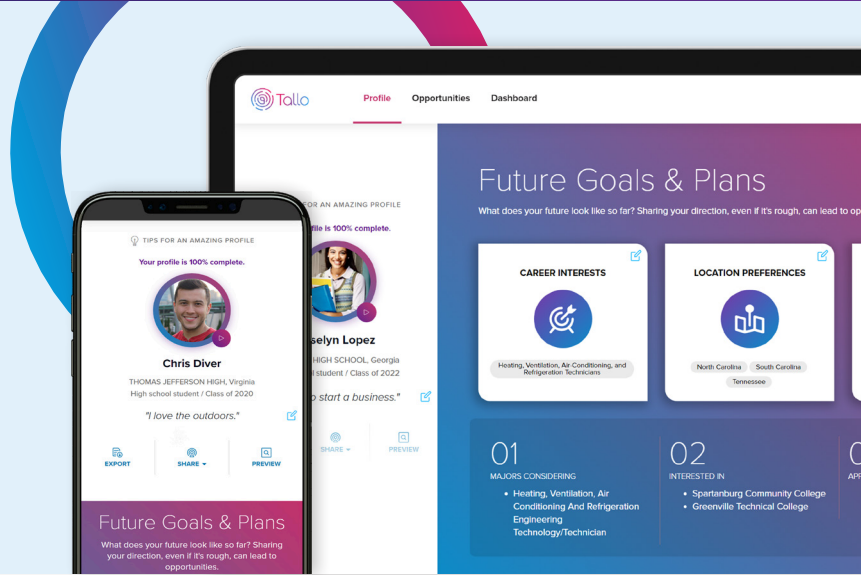 Tallo
Profile Opportunities Dashboard
Future Goals & Plans
What does your future look like so far? Sharing your direction, even if it's rough, can lead to
CAREER INTERESTS
Heating, Ventilation, Air Conditioning, and
Refrigeration Technicians
LOCATION PREFERENCES
North Carolina South Carolina
Tennessee
01
MAJORS CONSIDERING
• Heating, Ventilation, Air
Conditioning And Refrigeration
Engineering
Technology/Technician
02
INTERESTED IN
• Spartanburg Community College
• Greenville Technical College
AN AMAZING PROFILE
is 100% complete.
Lopez
HIGH SCHOOL, Georgia
student / Class of 2022
start a business."
SHARE PREVIEW
TIPS FOR AN AMAZING PROFILE
Your profile is 100% complete.
Chris Diver
THOMAS JEFFERSON HIGH, Virginia
High school student / Class of 2020
"I love the outdoors."
EXPORT SHARE PREVIEW
Future Goals & Plans
What does your future look like so far? Sharing
your direction, even if it's rough, can lead to
opportunities.